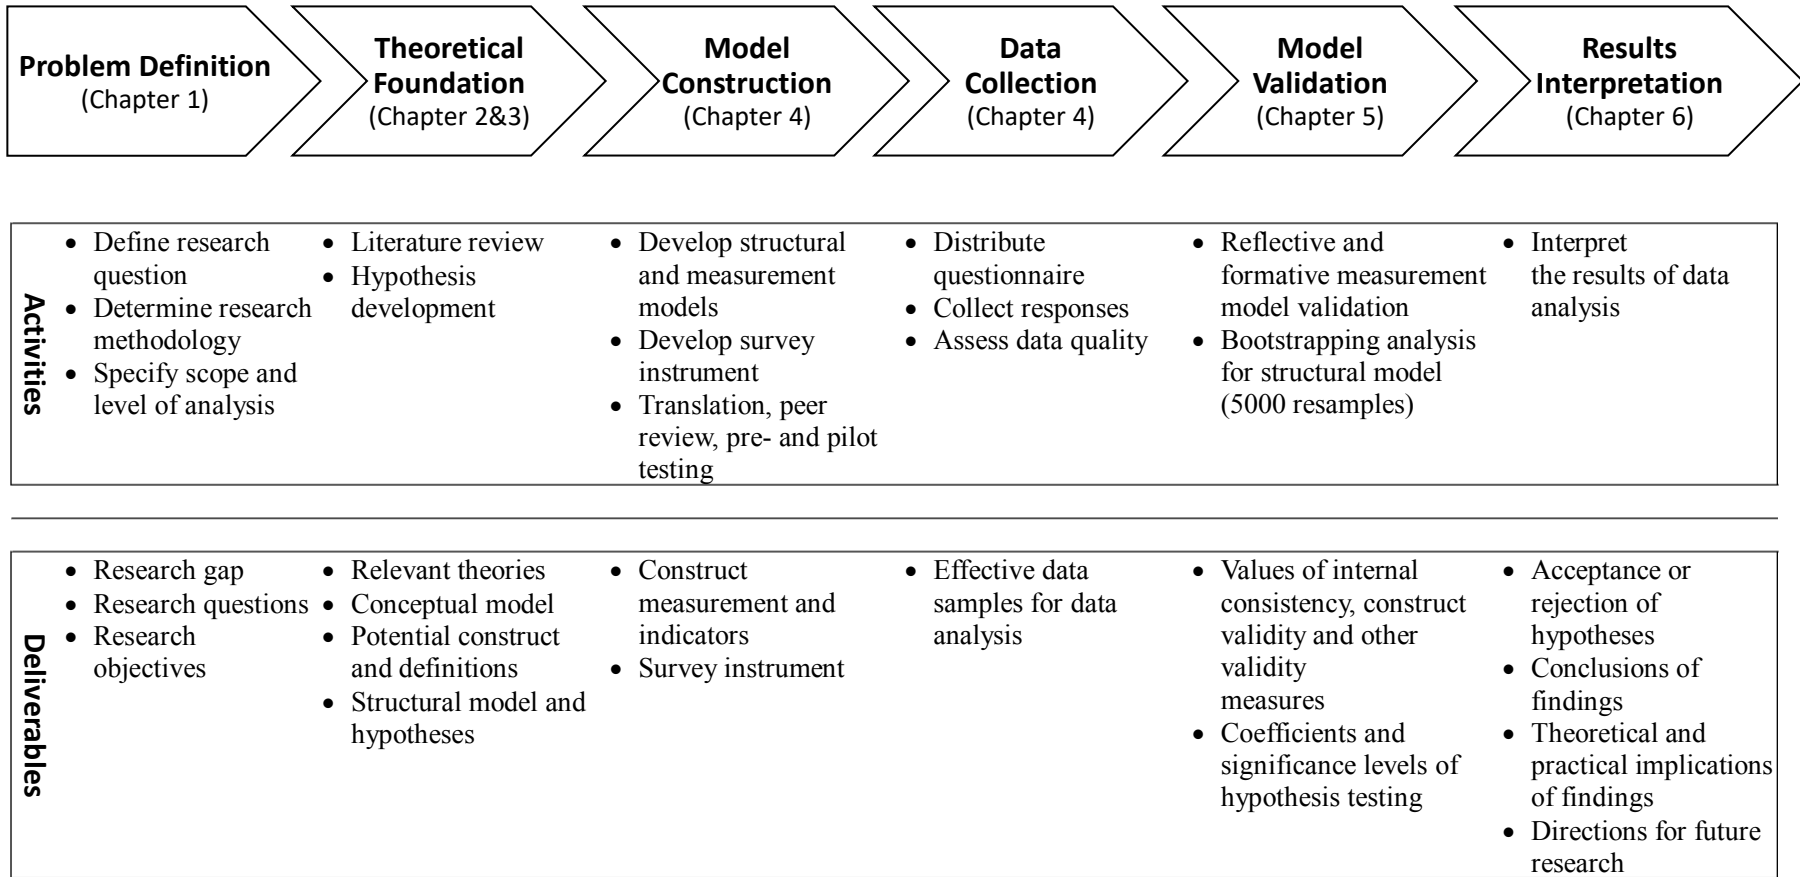 Problem Definition
(Chapter 1)
Theoretical
Foundation
(Chapter 2&3)
Model
Construction
(Chapter 4)
Data
Collection
(Chapter 4)
Model
Validation
(Chapter 5)
Results
Interpretation
(Chapter 6)
Activities
• Define research
question
• Determine research
methodology
• Specify scope and
level of analysis
• Literature review
• Hypothesis
development
• Develop structural
and measurement
models
• Develop survey
instrument
• Translation, peer
review, pre- and pilot
testing
• Distribute
questionnaire
• Collect responses
• Assess data quality
• Reflective and
formative measurement
model validation
• Bootstrapping analysis
for structural model
(5000 resamples)
• Interpret
the results of data
analysis
Deliverables
• Research gap
• Research questions
• Research
objectives
• Relevant theories
• Conceptual model
• Potential construct
and definitions
• Structural model and
hypotheses
• Construct
measurement and
indicators
• Survey instrument
• Effective data
samples for data
analysis
• Values of internal
consistency, construct
validity and other
validity
measures
• Coefficients and
significance levels of
hypothesis testing
• Acceptance or
rejection of
hypotheses
• Conclusions of
findings
• Theoretical and
practical implications
of findings
• Directions for future
research